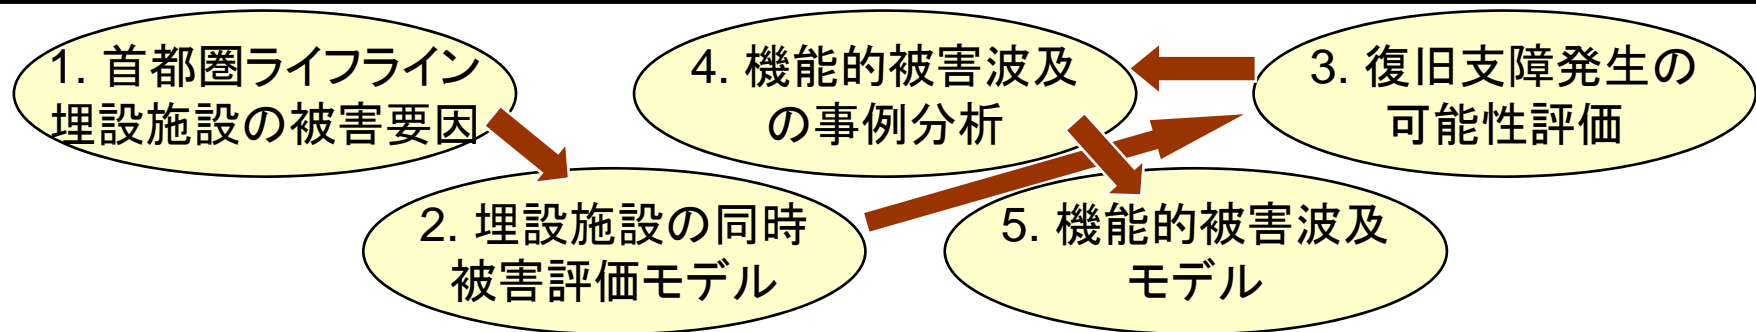 1. 首都圏ライフライン
埋設施設の被害要因
2. 埋設施設の同時
被害評価モデル
3. 復旧支障発生の
可能性評価
4. 機能的被害波及
の事例分析
5. 機能的被害波及
モデル